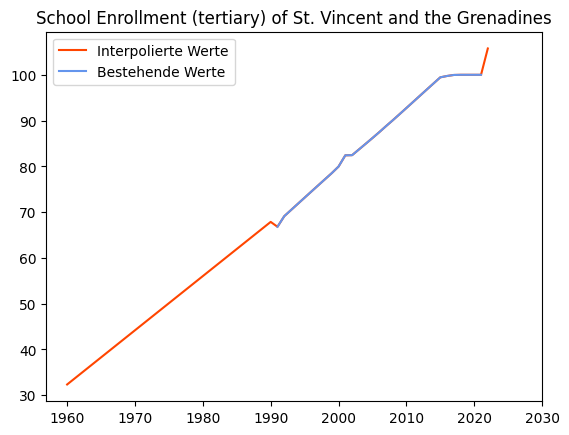 School Enrollment (tertiary) of St. Vincent and the Grenadines
Interpolierte Werte
Bestehende Werte
100
90
80
70
60
50
40
30
1960 1970 1980 1990 2000 2010 2020 2030